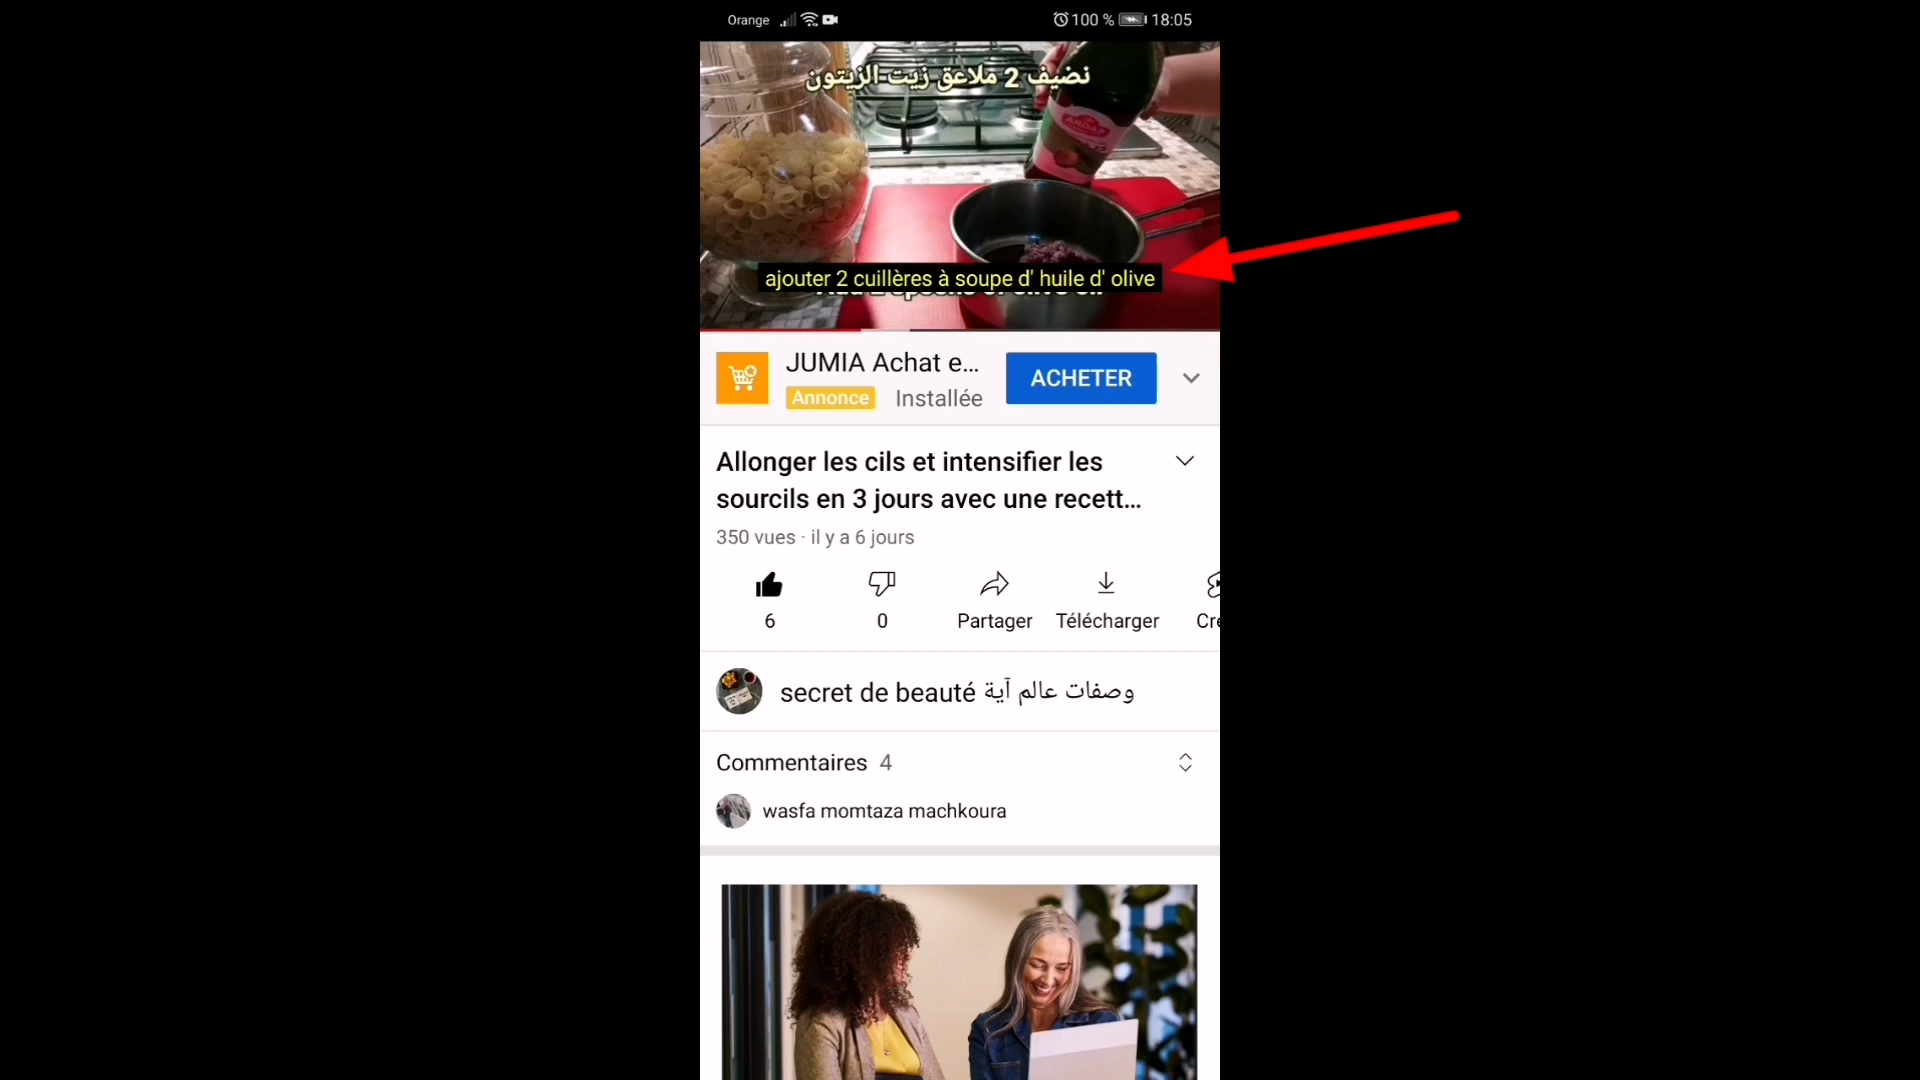 Orange 100 % 18:05
نضيف 2 ملاعق زيت الزيتون
ajouter 2 cuillères à soupe d' huile d' olive
JUMIA Achat e...
Annonce Installée
ACHETER
Allonger les cils et intensifier les
sourcils en 3 jours avec une recett...
350 vues · il y a 6 jours
6 0 Partager Télécharger Cré
secret de beauté وصفات عالم آية
Commentaires 4
wasfa momtaza machkoura